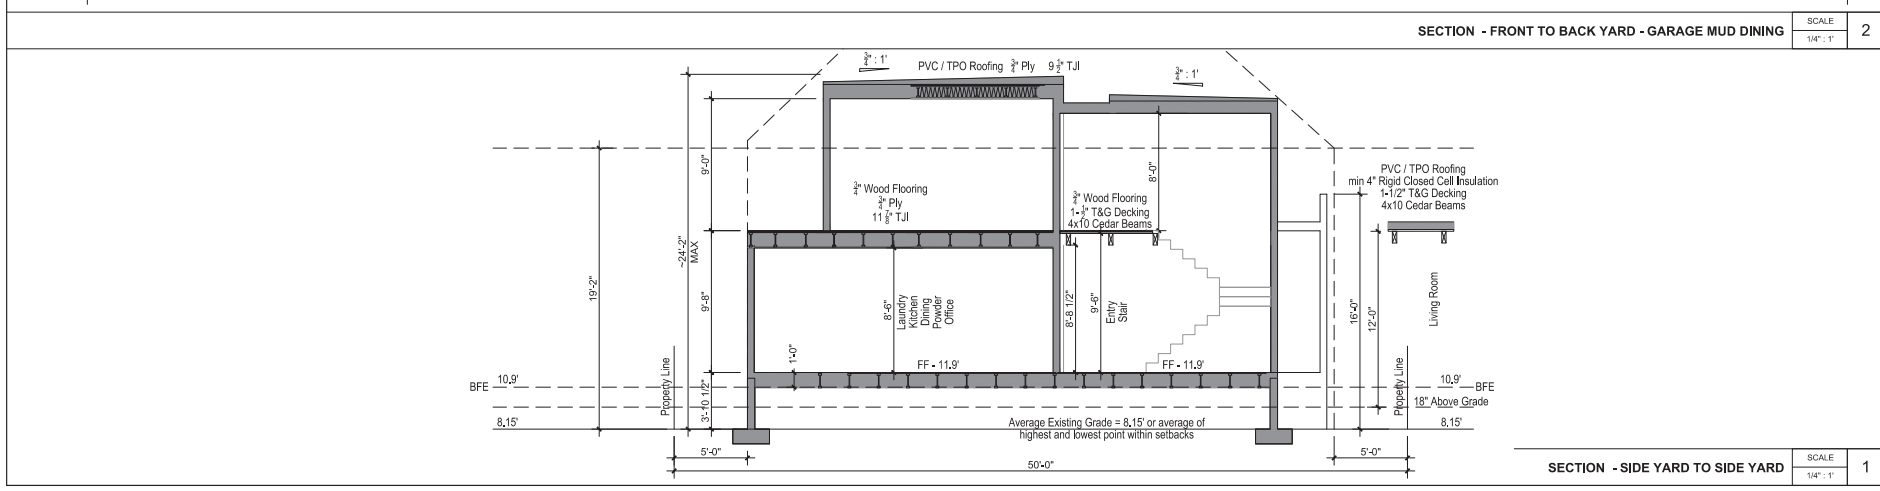 SECTION - FRONT TO BACK YARD - GARAGE MUD DINING
SCALE
1/4" : 1'
2
3/4" : 1'
PVC / TPO Roofing 3/4" Ply 9 1/2" TJI
3/4" : 1'
9'-0"
8'-0"
3/4" Wood Flooring
3/4" Ply
11 7/8" TJI
3/4" Wood Flooring
1-1/2" T&G Decking
4x10 Cedar Beams
PVC / TPO Roofing
min 4" Rigid Closed Cell Insulation
1-1/2" T&G Decking
4x10 Cedar Beams
~24'-2"
MAX
19'-2"
9'-8"
8'-6"
Laundry
Kitchen
Dining
Powder
Office
8'-8 1/2"
9'-6"
Entry
Stair
16'-0"
12'-0"
Living Room
1'-0"
FF - 11.9'
FF - 11.9'
Property Line
3'-10 1/2"
Property Line
BFE 10.9'
10.9' BFE
18" Above Grade
8.15'
8.15'
Average Existing Grade = 8.15' or average of
highest and lowest point within setbacks
5'-0"
5'-0"
50'-0"
SECTION - SIDE YARD TO SIDE YARD
SCALE
1/4" : 1'
1